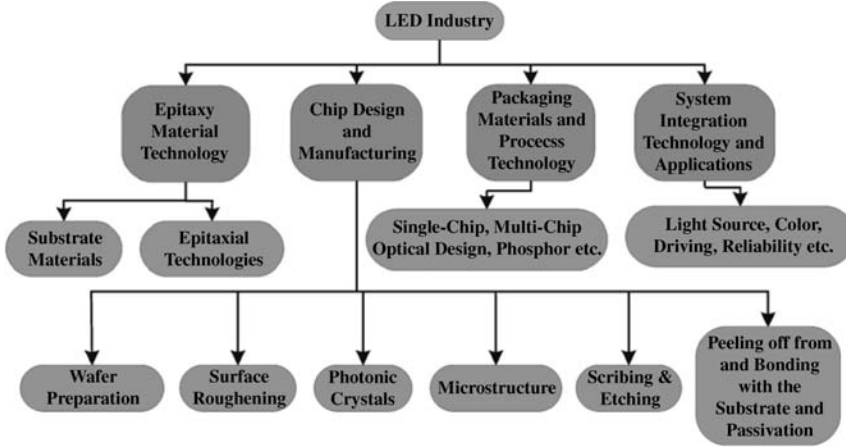 LED Industry
Epitaxy
Material
Technology
Chip Design
and
Manufacturing
Packaging
Materials and
Procecss
Technology
System
Integration
Technology and
Applications
Substrate
Materials
Epitaxial
Technologies
Single-Chip, Multi-Chip
Optical Design, Phosphor etc.
Light Source, Color,
Driving, Reliability etc.
Wafer
Preparation
Surface
Roughening
Photonic
Crystals
Microstructure
Scribing &
Etching
Peeling off from
and Bonding
with the
Substrate and
Passivation